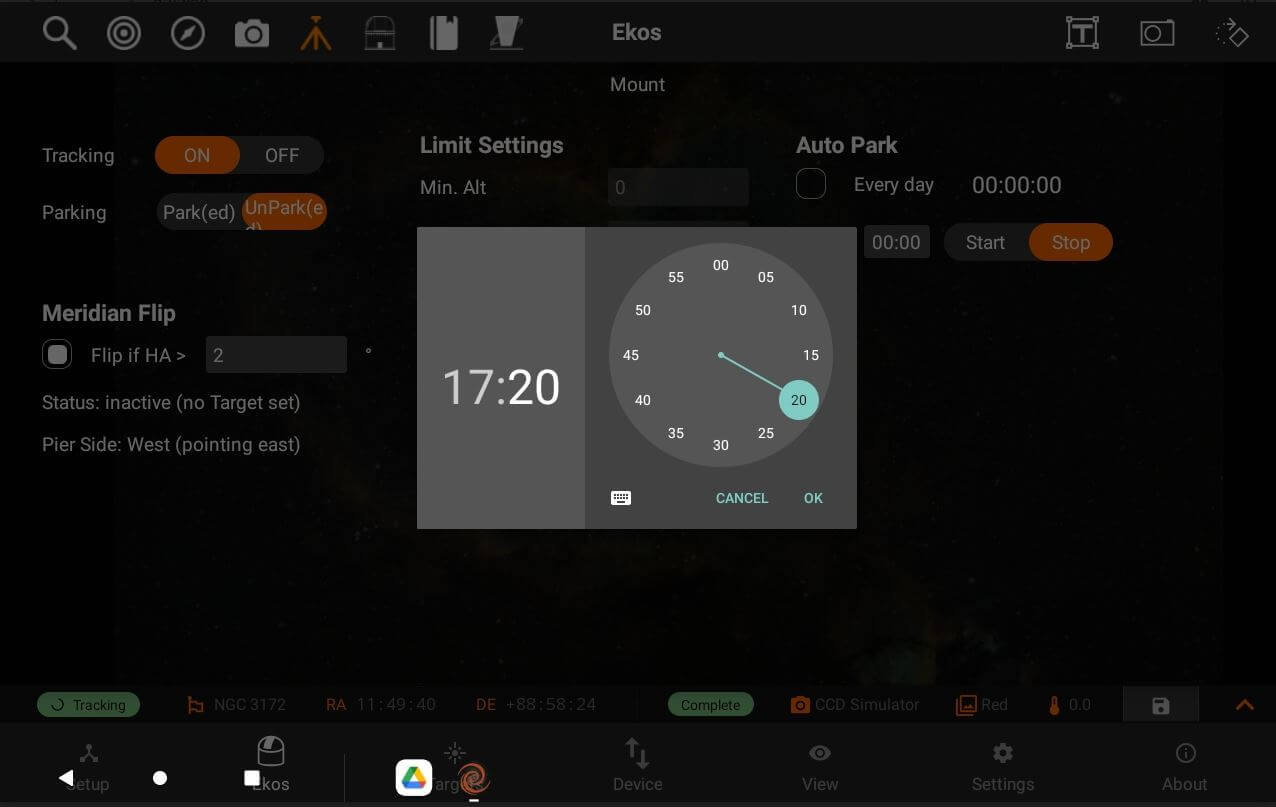 Ekos
Mount
Tracking ON OFF
Parking Park(ed) UnPark(e
d)
Limit Settings
Min. Alt 0
Auto Park
Every day 00:00:00
00:00 Start Stop
Meridian Flip
Flip if HA > 2 °
Status: inactive (no Target set)
Pier Side: West (pointing east)
17:20
00
05
10
15
20
25
30
35
40
45
50
55
CANCEL OK
Tracking NGC 3172 RA 11:49:40 DE +88:58:24 Complete CCD Simulator Red 0.0
Setup Ekos Targets Device View Settings About